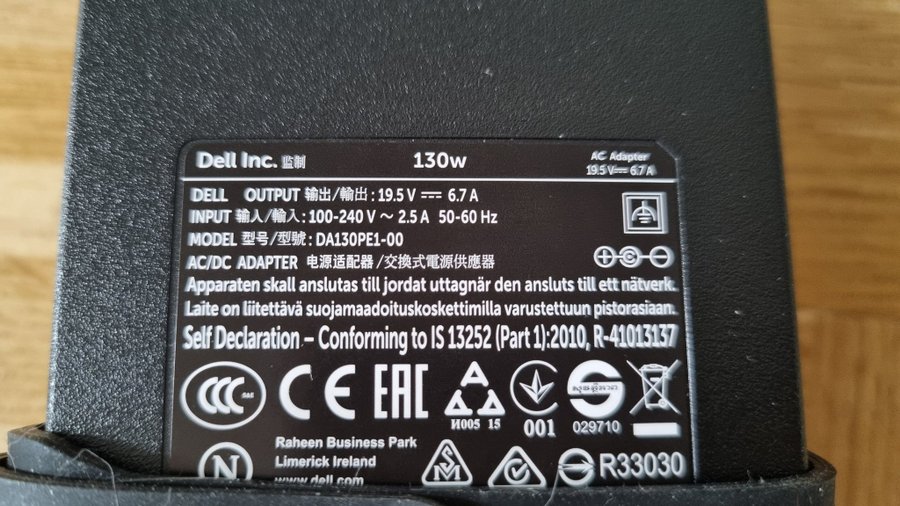 Dell Inc. 监制 130w AC Adapter
19.5 V⎓ 6.7 A
DELL OUTPUT 输出/輸出 : 19.5 V ⎓ 6.7 A
INPUT 输入/輸入 : 100-240 V ~ 2.5 A 50-60 Hz
MODEL 型号/型號 : DA130PE1-00
AC/DC ADAPTER 电源适配器/交換式電源供應器
Apparaten skall anslutas till jordat uttagnär den ansluts till ett nätverk.
Laite on liitettävä suojamaadoituskoskettimilla varustettuun pistorasiaan.
Self Declaration – Conforming to IS 13252 (Part 1):2010, R-41013137
CCC CE EAC
И005 15 001 029710
Raheen Business Park
Limerick Ireland
www.dell.com
N R33030